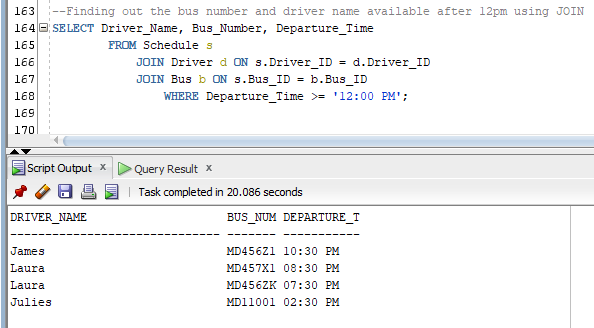 163 --Finding out the bus number and driver name available after 12pm using JOIN
164 SELECT Driver_Name, Bus_Number, Departure_Time
165 FROM Schedule s
166 JOIN Driver d ON s.Driver_ID = d.Driver_ID
167 JOIN Bus b ON s.Bus_ID = b.Bus_ID
168 WHERE Departure_Time >= '12:00 PM';
169
170
Script Output x Query Result x
Task completed in 20.086 seconds
DRIVER_NAME BUS_NUM DEPARTURE_T
------------------------------ ------- -----------
James MD456Z1 10:30 PM
Laura MD457X1 08:30 PM
Laura MD456ZK 07:30 PM
Julies MD11001 02:30 PM